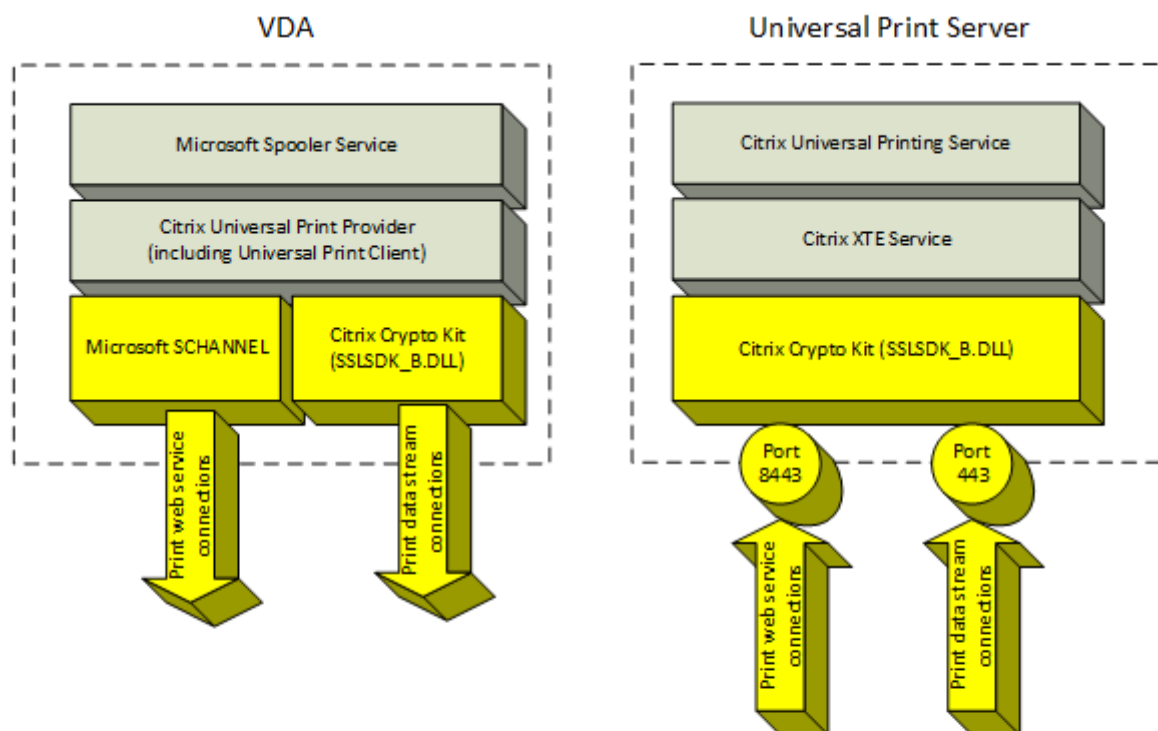 VDA
Microsoft Spooler Service
Citrix Universal Print Provider
(including Universal Print Client)
Microsoft SCHANNEL
Citrix Crypto Kit
(SSLSDK_B.DLL)
Print web service
connections
Print data stream
connections
Universal Print Server
Citrix Universal Printing Service
Citrix XTE Service
Citrix Crypto Kit (SSLSDK_B.DLL)
Port
8443
Port
443
Print web service
connections
Print data stream
connections